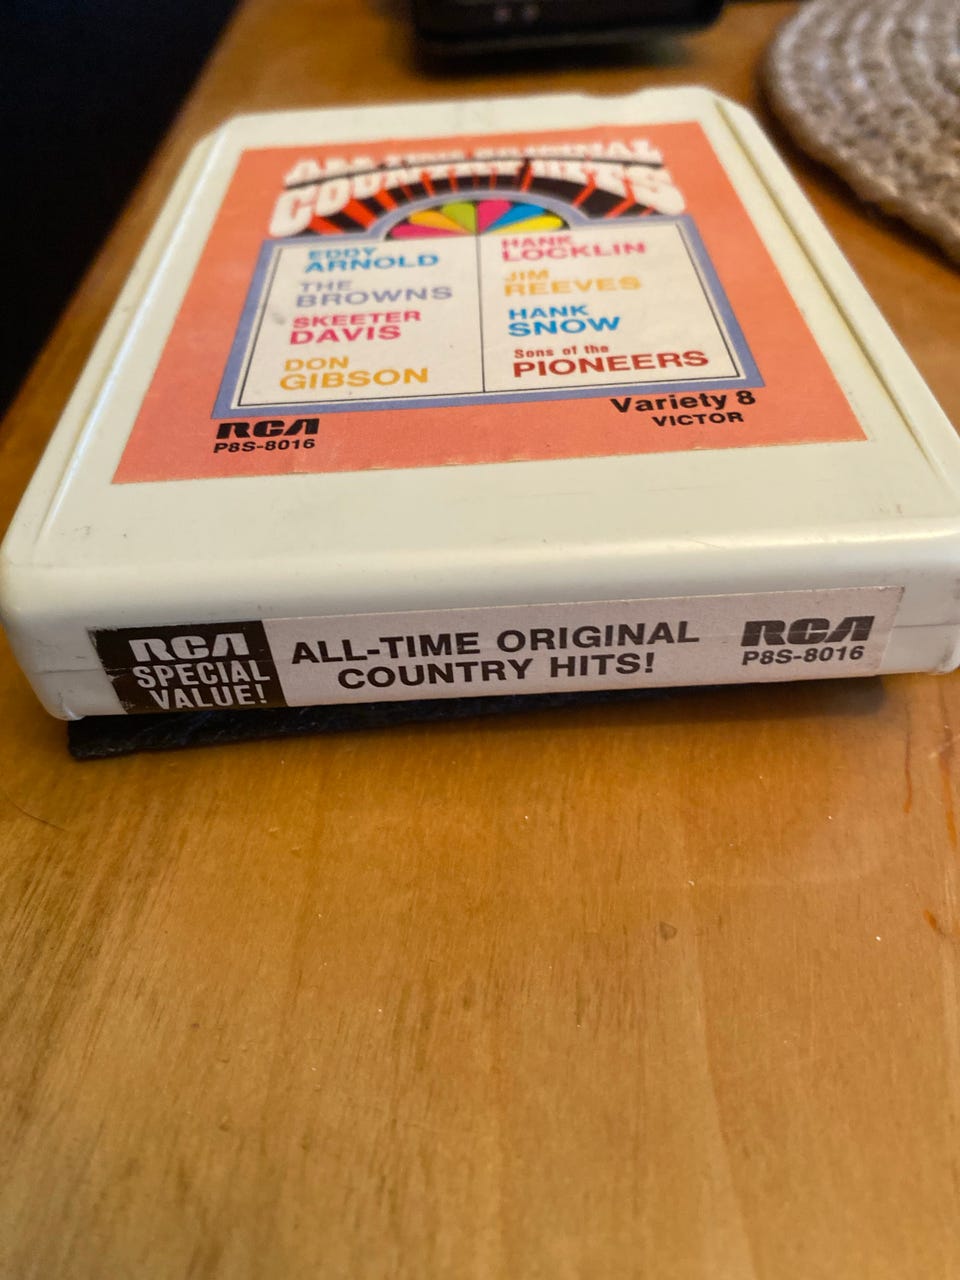 ALL-TIME ORIGINAL
COUNTRY HITS
EDDY
ARNOLD
THE
BROWNS
SKEETER
DAVIS
DON
GIBSON
HANK
LOCKLIN
JIM
REEVES
HANK
SNOW
Sons of the
PIONEERS
RCA
P8S-8016
Variety 8
VICTOR
RCA
SPECIAL
VALUE!
ALL-TIME ORIGINAL
COUNTRY HITS!
RCA
P8S-8016